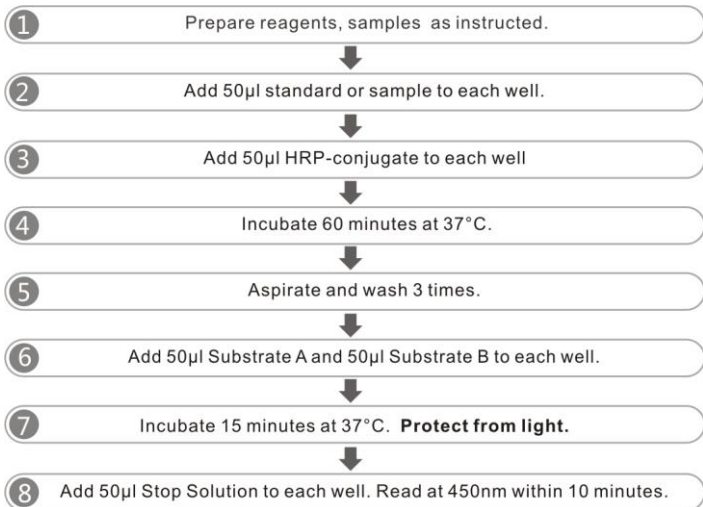 1 Prepare reagents, samples as instructed.
2 Add 50µl standard or sample to each well.
3 Add 50µl HRP-conjugate to each well
4 Incubate 60 minutes at 37°C.
5 Aspirate and wash 3 times.
6 Add 50µl Substrate A and 50µl Substrate B to each well.
7 Incubate 15 minutes at 37°C. Protect from light.
8 Add 50µl Stop Solution to each well. Read at 450nm within 10 minutes.